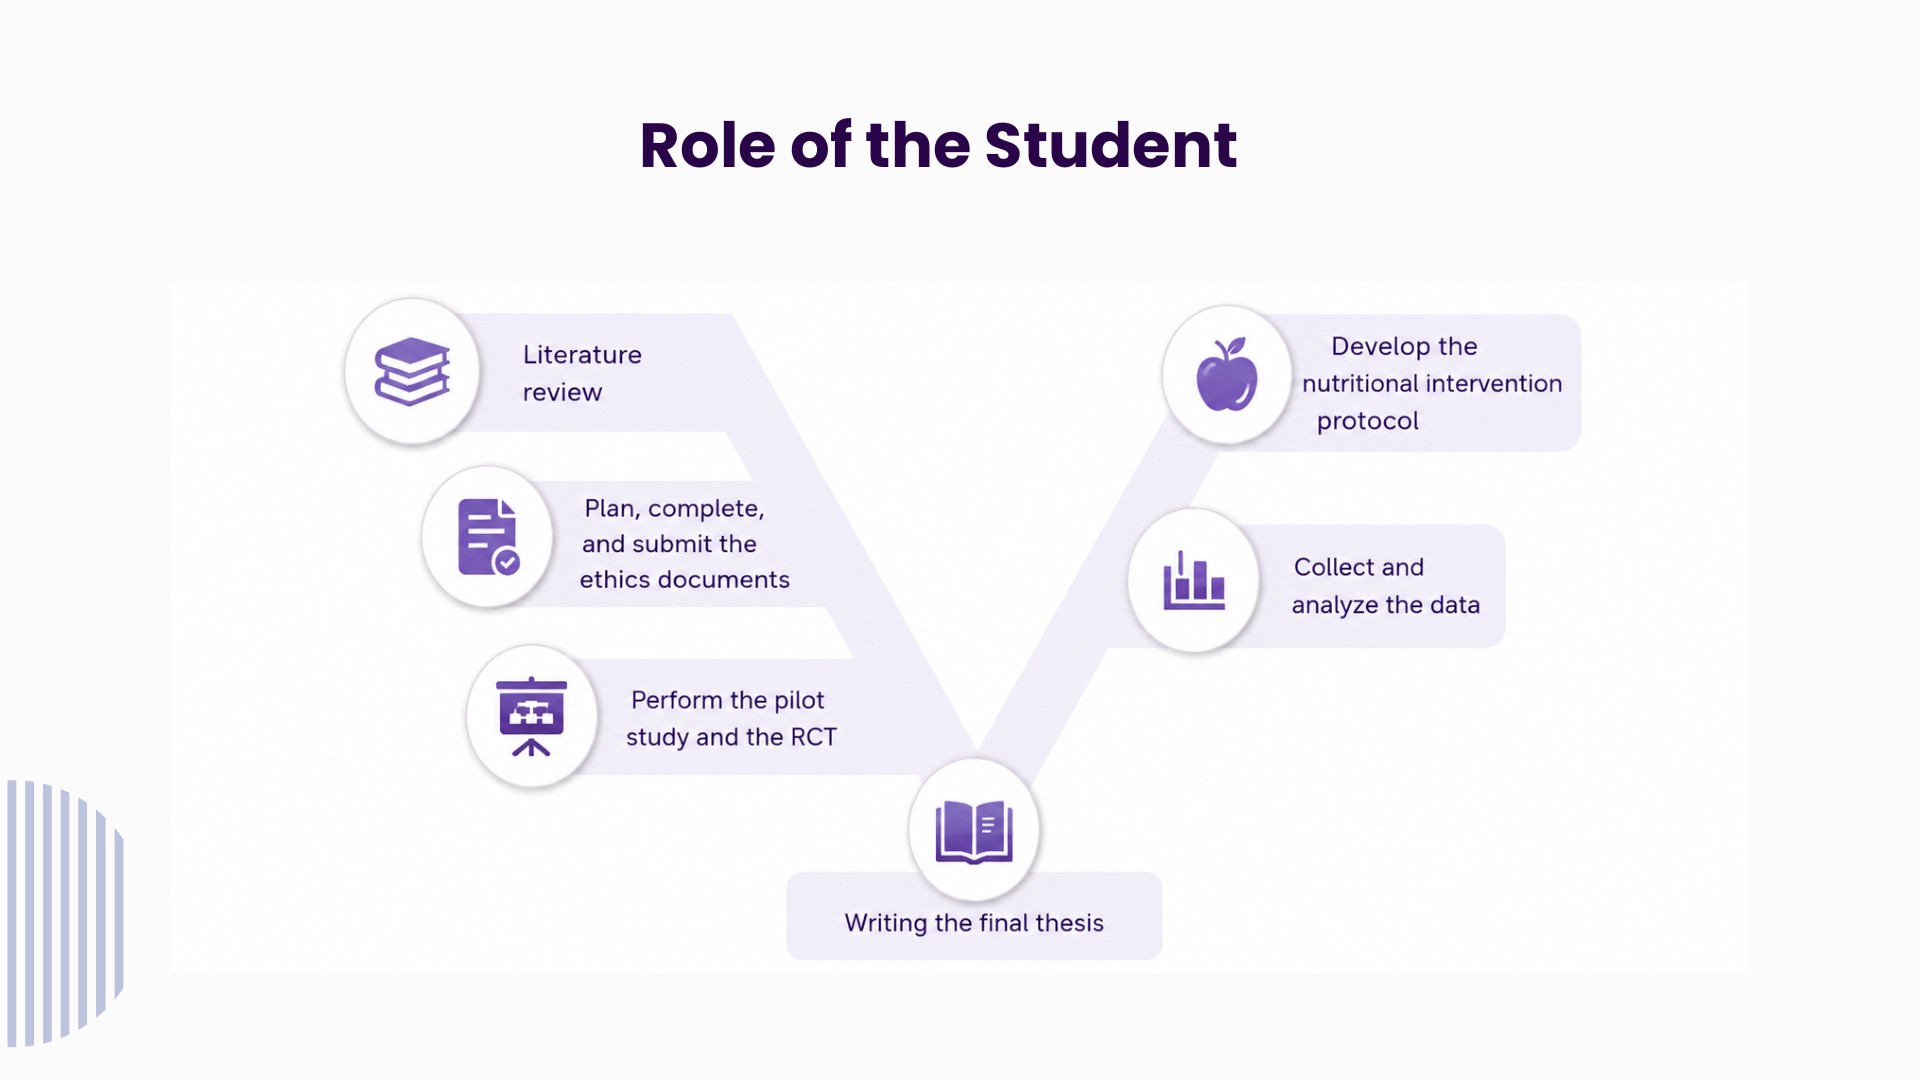 Role of the Student
Literature
review
Plan, complete,
and submit the
ethics documents
Perform the pilot
study and the RCT
Develop the
nutritional intervention
protocol
Collect and
analyze the data
Writing the final thesis